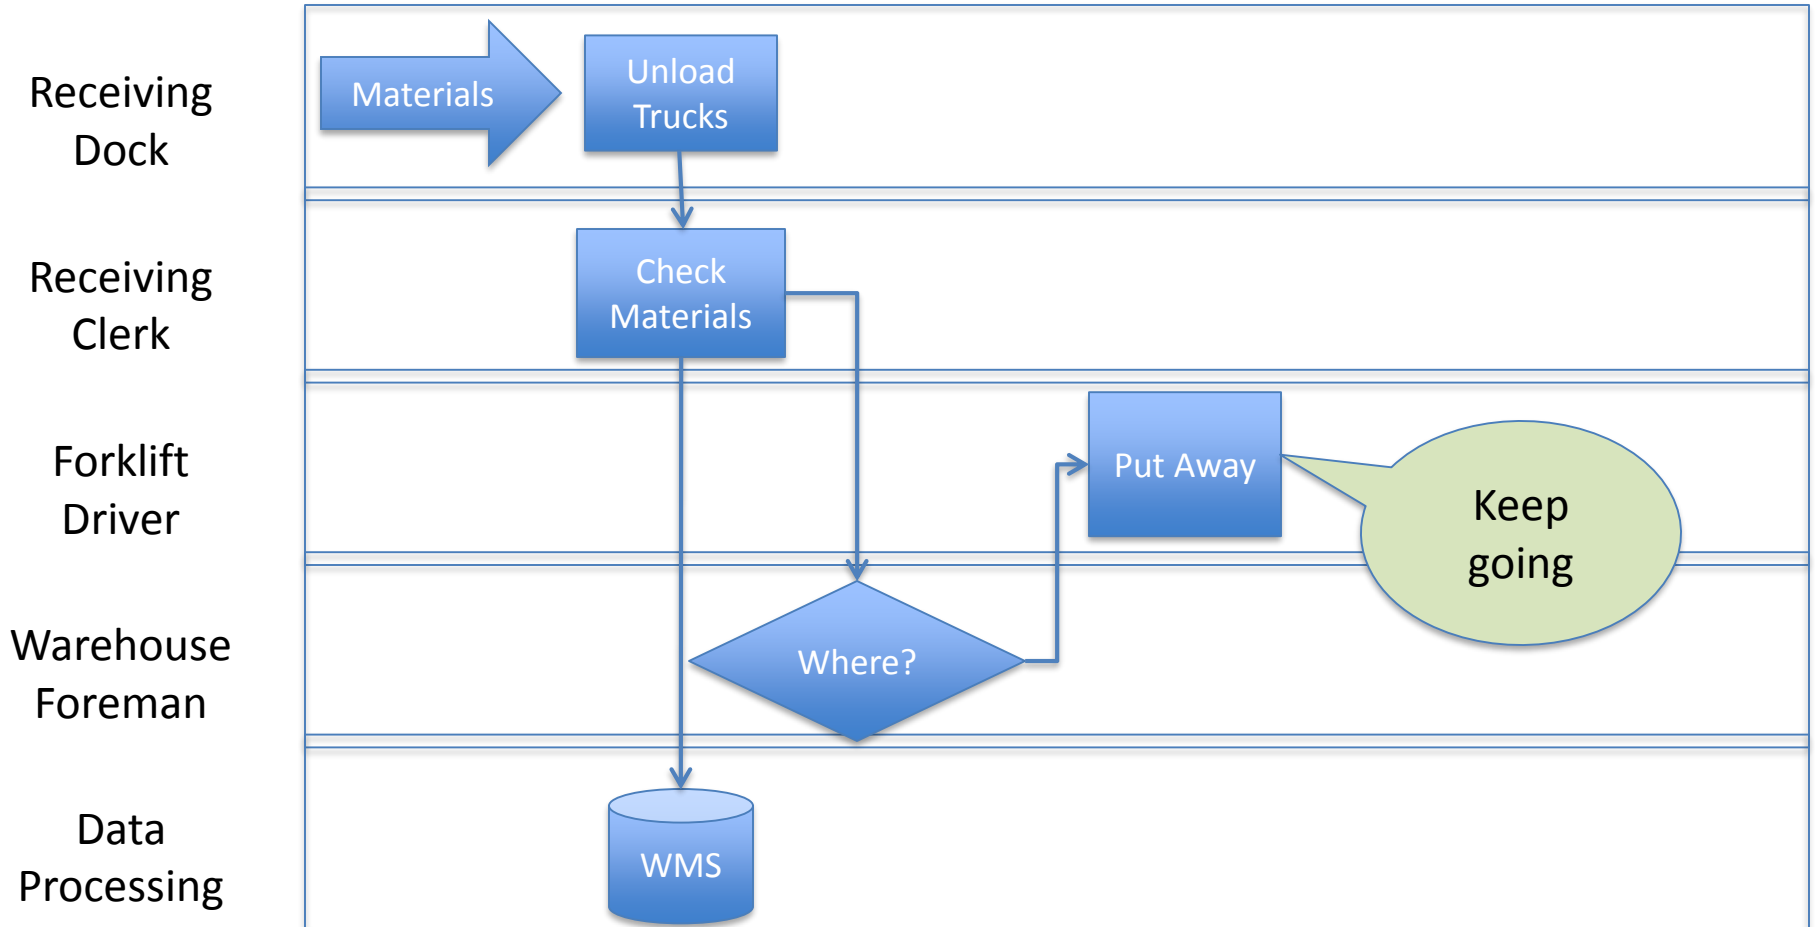 Receiving
Dock
Materials
Unload
Trucks
Receiving
Clerk
Check
Materials
Forklift
Driver
Put Away
Keep
going
Warehouse
Foreman
Where?
Data
Processing
WMS